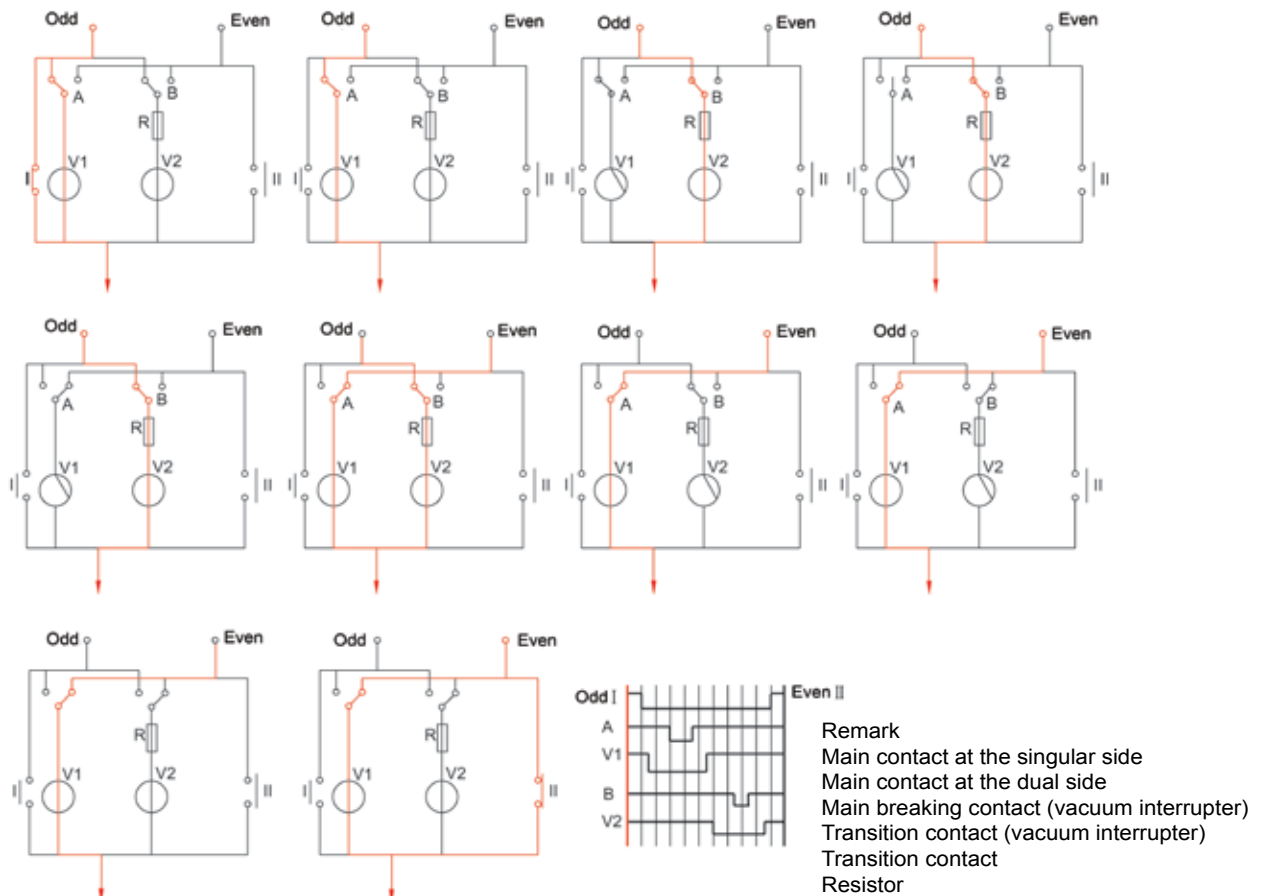 Odd Even
A B
R
V1 V2
I II
Odd Even
A B
R
V1 V2
I II
Odd Even
A B
R
V1 V2
I II
Odd Even
A B
R
V1 V2
I II
Odd Even
A B
R
V1 V2
I II
Odd Even
A B
R
V1 V2
I II
Odd Even
A B
R
V1 V2
I II
Odd Even
A B
R
V1 V2
I II
Odd Even
R
V1 V2
I II
Odd Even
R
V1 V2
I II
Odd I Even II
A
V1
B
V2
Remark
Main contact at the singular side
Main contact at the dual side
Main breaking contact (vacuum interrupter)
Transition contact (vacuum interrupter)
Transition contact
Resistor